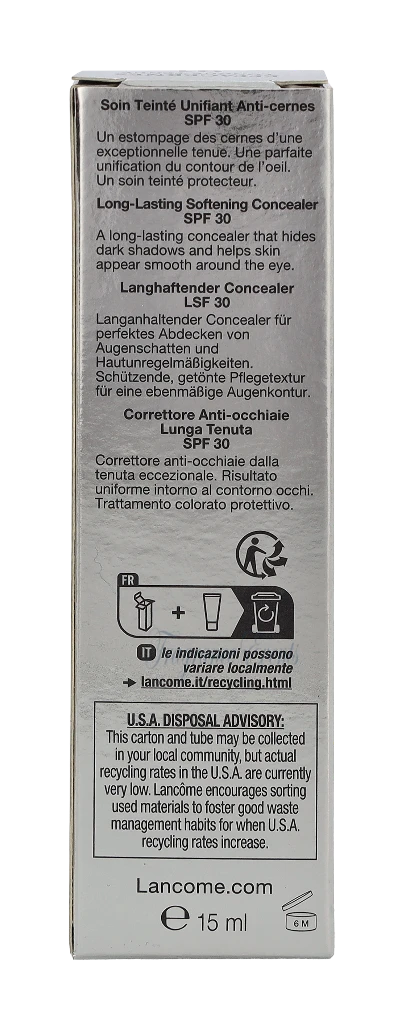 Soin Teinté Unifiant Anti-cernes
SPF 30
Un estompage des cernes d'une
exceptionnelle tenue. Une parfaite
unification du contour de l'oeil.
Un soin teinté protecteur.
Long-Lasting Softening Concealer
SPF 30
A long-lasting concealer that hides
dark shadows and helps skin
appear smooth around the eye.
Langhaftender Concealer
LSF 30
Langanhaltender Concealer für
perfektes Abdecken von
Augenschatten und
Hautunregelmäßigkeiten.
Schützende, getönte Pflegetextur
für eine ebenmäßige Augenkontur.
Correttore Anti-occhiaie
Lunga Tenuta
SPF 30
Correttore anti-occhiaie dalla
tenuta eccezionale. Risultato
uniforme intorno al contorno occhi.
Trattamento colorato protettivo.
FR
+
IT le indicazioni possono
variare localmente
➔ lancome.it/recycling.html
U.S.A. DISPOSAL ADVISORY:
This carton and tube may be collected
in your local community, but actual
recycling rates in the U.S.A. are currently
very low. Lancôme encourages sorting
used materials to foster good waste
management habits for when U.S.A.
recycling rates increase.
Lancome.com
℮ 15 ml
6 M